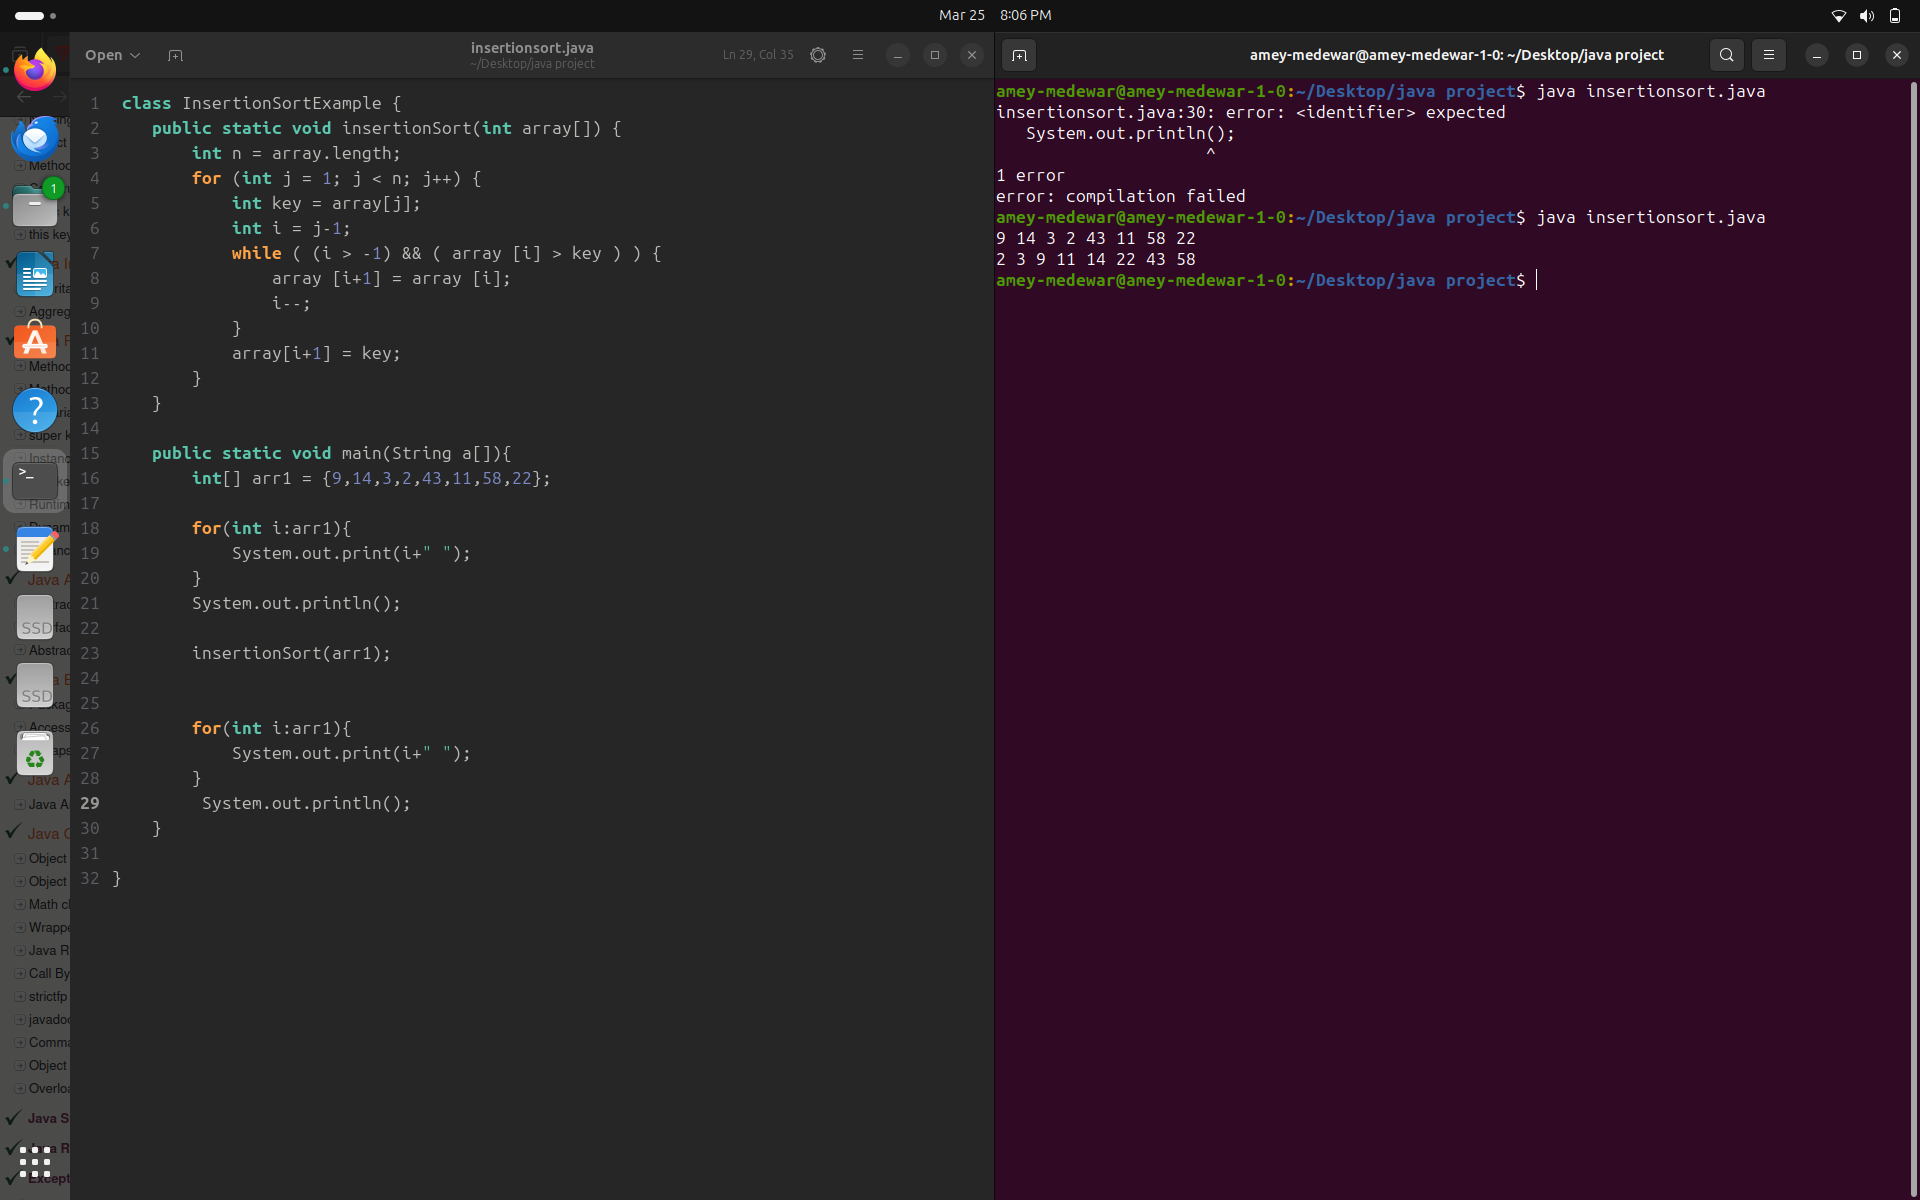 Mar 25 8:06 PM
Open
insertionsort.java
~/Desktop/java project
Ln 29, Col 35
1 class InsertionSortExample {
2 public static void insertionSort(int array[]) {
3 int n = array.length;
4 for (int j = 1; j < n; j++) {
5 int key = array[j];
6 int i = j-1;
7 while ( (i > -1) && ( array [i] > key ) ) {
8 array [i+1] = array [i];
9 i--;
10 }
11 array[i+1] = key;
12 }
13 }
14
15 public static void main(String a[]){
16 int[] arr1 = {9,14,3,2,43,11,58,22};
17
18 for(int i:arr1){
19 System.out.print(i+" ");
20 }
21 System.out.println();
22
23 insertionSort(arr1);
24
25
26 for(int i:arr1){
27 System.out.print(i+" ");
28 }
29 System.out.println();
30 }
31
32 }
amey-medewar@amey-medewar-1-0: ~/Desktop/java project
amey-medewar@amey-medewar-1-0:~/Desktop/java project$ java insertionsort.java
insertionsort.java:30: error: <identifier> expected
System.out.println();
^
1 error
error: compilation failed
amey-medewar@amey-medewar-1-0:~/Desktop/java project$ java insertionsort.java
9 14 3 2 43 11 58 22
2 3 9 11 14 22 43 58
amey-medewar@amey-medewar-1-0:~/Desktop/java project$
1
Methoc
this key
Aggreg
Methoc
super k
>_
?
Java A
SSD
Abstrac
SSD
Access
Java A
Java A
Java C
Object
Object
Math cl
Wrappe
Java R
Call By
strictfp
javadoc
Comma
Object
Overloa
Java S